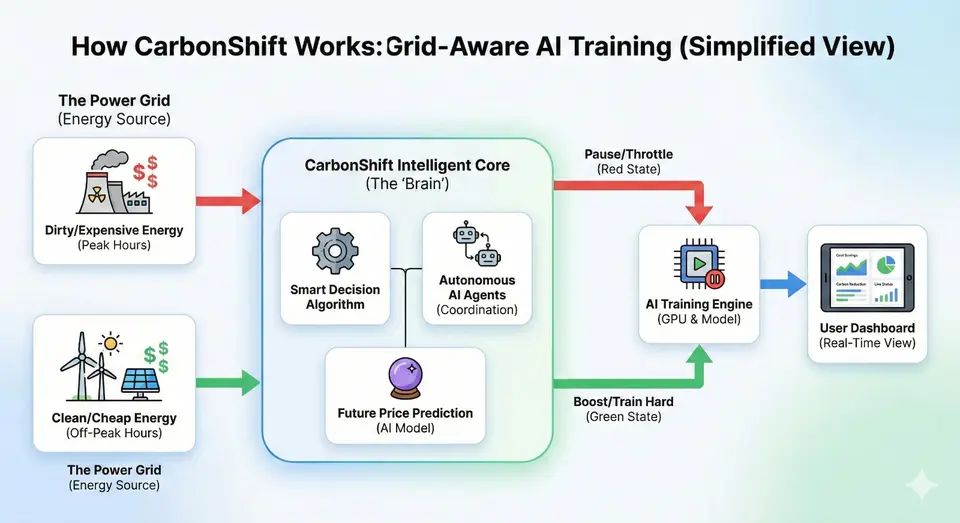 How CarbonShift Works: Grid-Aware AI Training (Simplified View)
The Power Grid
(Energy Source)
$ $ $
Dirty/Expensive Energy
(Peak Hours)
$ $ $
Clean/Cheap Energy
(Off-Peak Hours)
The Power Grid
(Energy Source)
CarbonShift Intelligent Core
(The ‘Brain’)
Smart Decision
Algorithm
Autonomous
AI Agents
(Coordination)
Future Price Prediction
(AI Model)
Pause/Throttle
(Red State)
Boost/Train Hard
(Green State)
AI Training Engine
(GPU & Model)
Carbon Reduction
Live Status
User Dashboard
(Real-Time View)